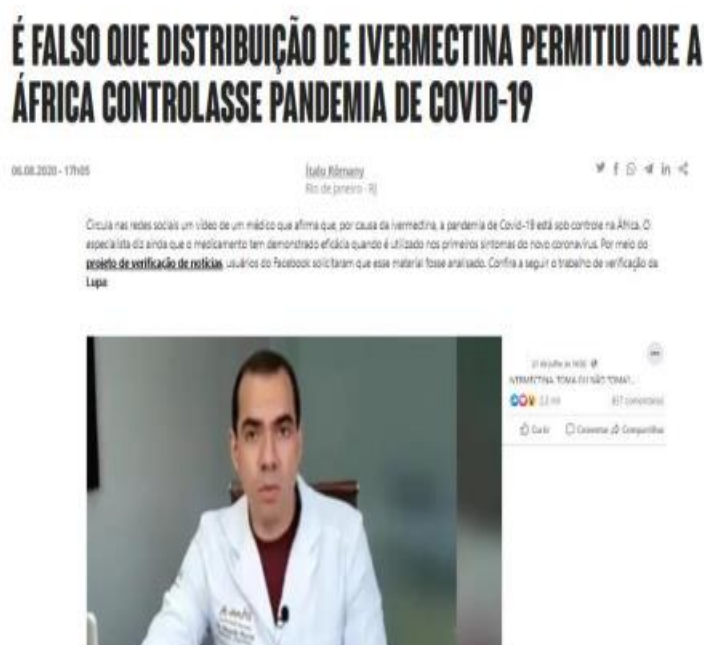 É FALSO QUE DISTRIBUIÇÃO DE IVERMECTINA PERMITIU QUE A
ÁFRICA CONTROLASSE PANDEMIA DE COVID-19
06.08.2020 - 17h05
Ítalo Rômany
Rio de Janeiro - RJ
Circula nas redes sociais um vídeo de um médico que afirma que, por causa da ivermectina, a pandemia de Covid-19 está sob controle na África. O
especialista diz ainda que o medicamento tem demonstrado eficácia quando é utilizado nos primeiros sintomas do novo coronavírus. Por meio do
projeto de verificação de notícias, usuários do Facebook solicitaram que esse material fosse analisado. Confira a seguir o trabalho de verificação da
Lupa:
IVERMECTINA: TOMA OU NÃO TOMA?..
437 comentários
Curtir Comentar Compartilhar